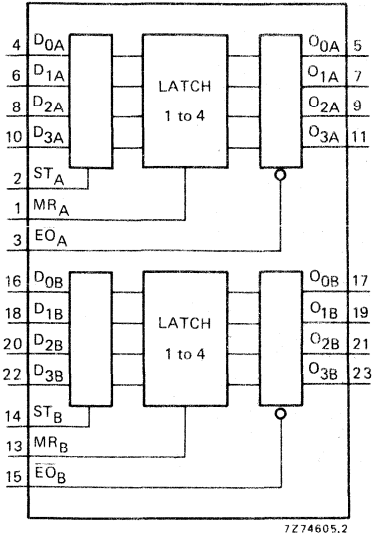 4 D0A O0A 5
6 D1A O1A 7
LATCH
8 D2A O2A 9
1 to 4
10 D3A O3A 11
2 STA
1 MRA
3 E̅O̅A
16 D0B O0B 17
18 D1B O1B 19
LATCH
20 D2B O2B 21
1 to 4
22 D3B O3B 23
14 STB
13 MRB
15 E̅O̅B
7Z74605.2